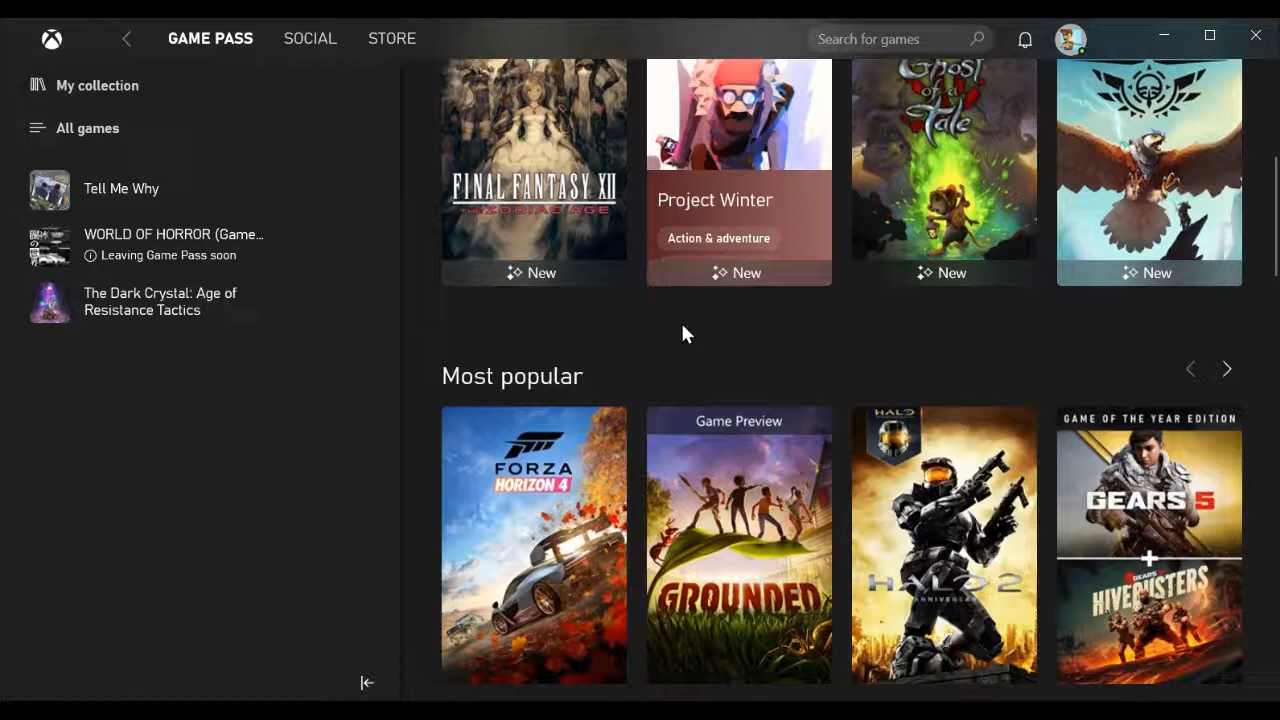 GAME PASS
SOCIAL
STORE
Search for games
My collection
All games
Tell Me Why
WORLD OF HORROR (Game...
Leaving Game Pass soon
The Dark Crystal: Age of
Resistance Tactics
FINAL FANTASY XII
THE ZODIAC AGE
New
Project Winter
Action & adventure
New
Ghost
of a
Tale
New
New
Most popular
FORZA
HORIZON 4
Game Preview
GROUNDED
HALO
HALO 2
ANNIVERSARY
GAME OF THE YEAR EDITION
GEARS 5
+
GEARS
HIVEBUSTERS